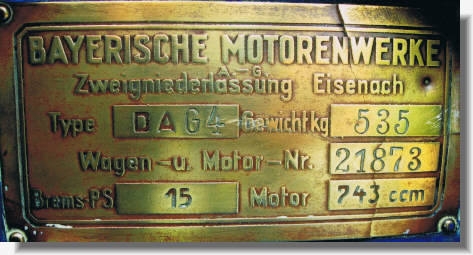 BAYERISCHE MOTORENWERKE
A.-G.
Zweigniederlassung Eisenach
Type DA G4 Gewicht kg 535
Wagen-u. Motor-Nr. 21873
Brems-PS 15 Motor 743 ccm